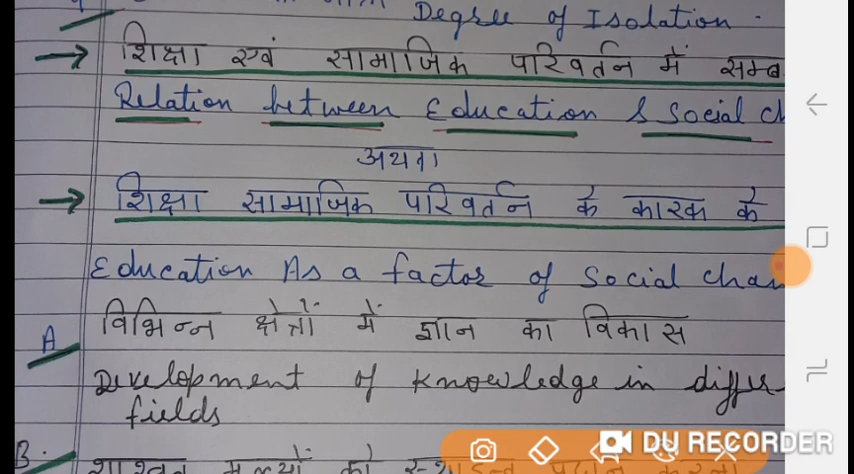 Degree of Isolation.
शिक्षा एवं सामाजिक परिवर्तन में सम्ब
Relation between Education & Social ch
अथवा
शिक्षा सामाजिक परिवर्तन के कारक के
Education As a factor of Social chan
A विभिन्न क्षेत्रों में ज्ञान का विकास
Development of Knowledge in differ
fields
B.
DU RECORDER